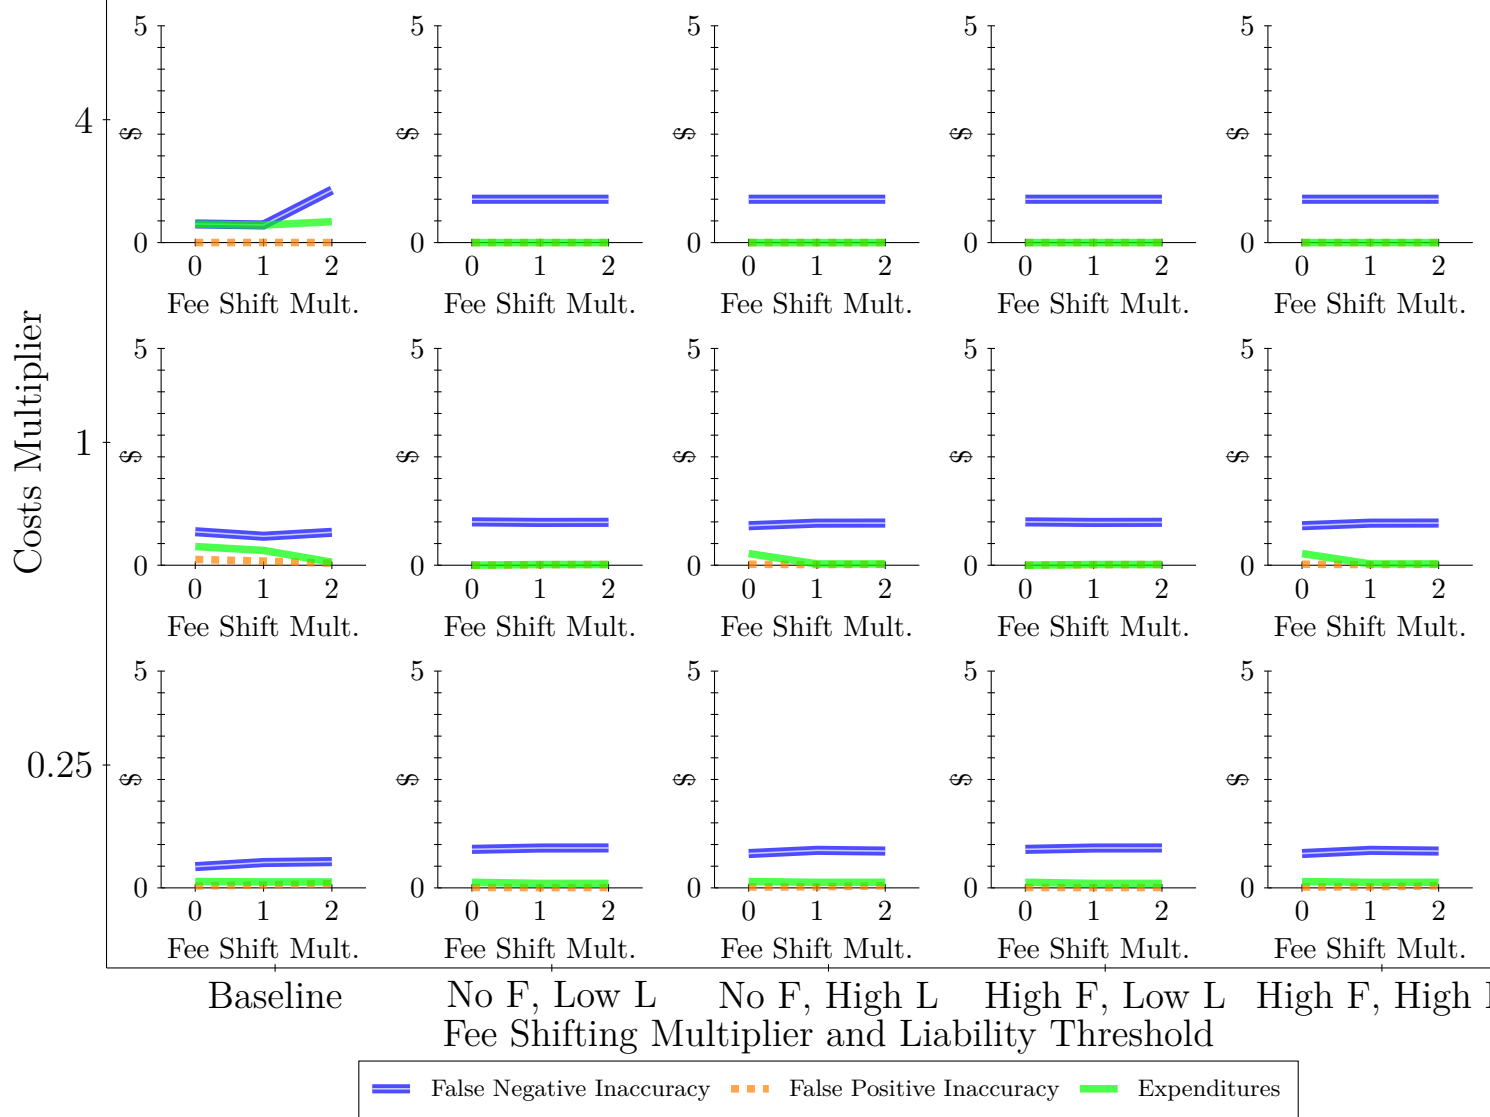 5 5 5 5 5
4
$ $ $ $ $
0 0 0 0 0
0 1 2 0 1 2 0 1 2 0 1 2 0 1 2
Fee Shift Mult. Fee Shift Mult. Fee Shift Mult. Fee Shift Mult. Fee Shift Mult.
Costs Multiplier
5 5 5 5 5
1
$ $ $ $ $
0 0 0 0 0
0 1 2 0 1 2 0 1 2 0 1 2 0 1 2
Fee Shift Mult. Fee Shift Mult. Fee Shift Mult. Fee Shift Mult. Fee Shift Mult.
5 5 5 5 5
0.25
$ $ $ $ $
0 0 0 0 0
0 1 2 0 1 2 0 1 2 0 1 2 0 1 2
Fee Shift Mult. Fee Shift Mult. Fee Shift Mult. Fee Shift Mult. Fee Shift Mult.
Baseline No F, Low L No F, High L High F, Low L High F, High
Fee Shifting Multiplier and Liability Threshold
False Negative Inaccuracy False Positive Inaccuracy Expenditures